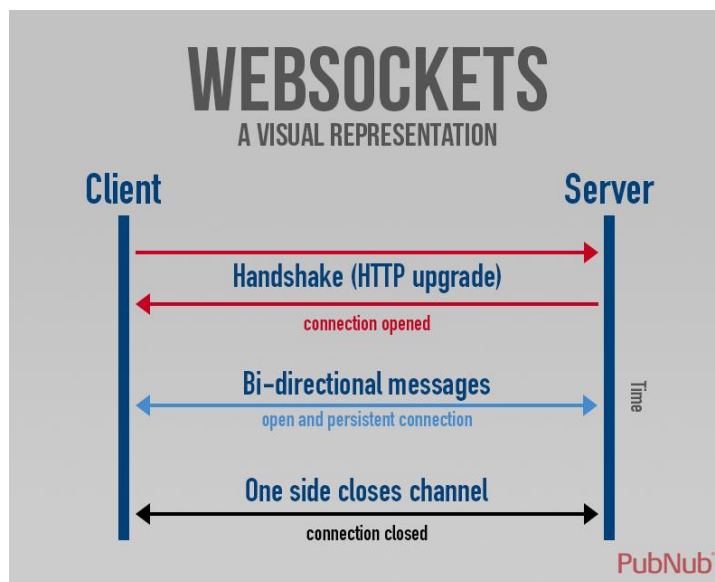 WEBSOCKETS
A VISUAL REPRESENTATION
Client
Server
Handshake (HTTP upgrade)
connection opened
Bi-directional messages
open and persistent connection
Time
One side closes channel
connection closed
PubNub